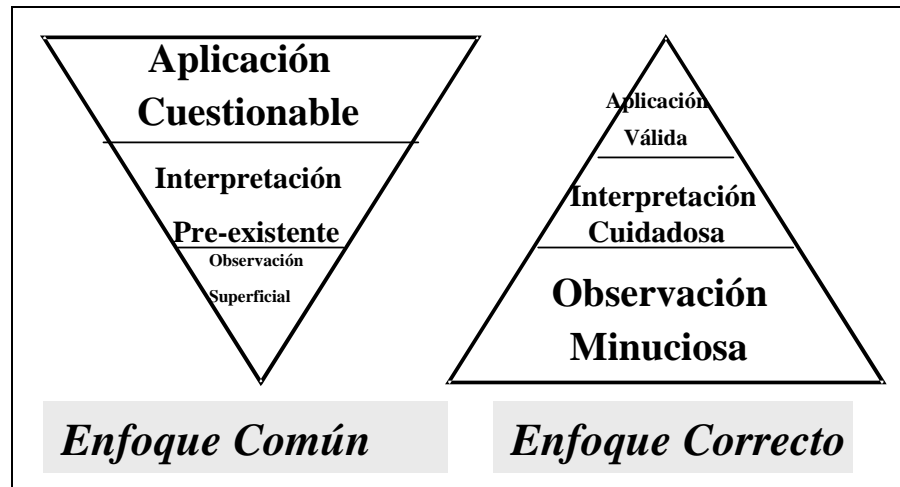 Aplicación
Cuestionable
Interpretación
Pre-existente
Observación
Superficial
Enfoque Común
Aplicación
Válida
Interpretación
Cuidadosa
Observación
Minuciosa
Enfoque Correcto